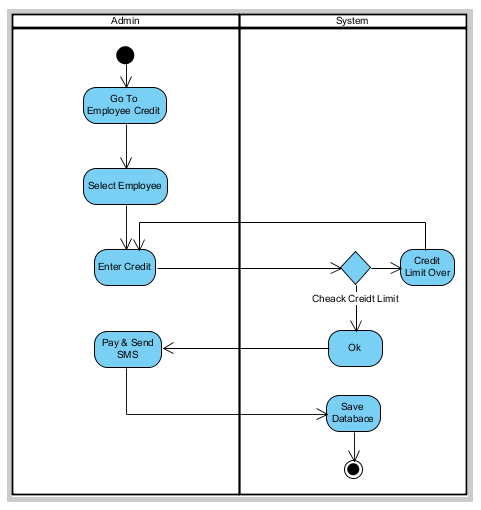 Admin
System
Go To
Employee Credit
Select Employee
Enter Credit
Credit
Limit Over
Cheack Creidt Limit
Pay & Send
SMS
Ok
Save
Databace